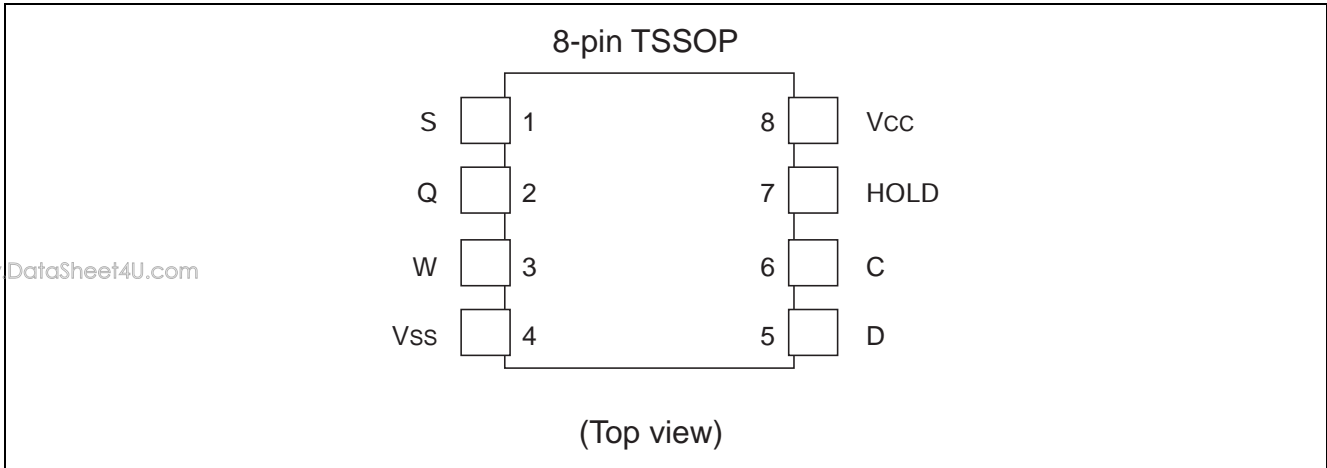 8-pin TSSOP
S 1 8 VCC
Q 2 7 HOLD
.DataSheet4U.com
W 3 6 C
VSS 4 5 D
(Top view)